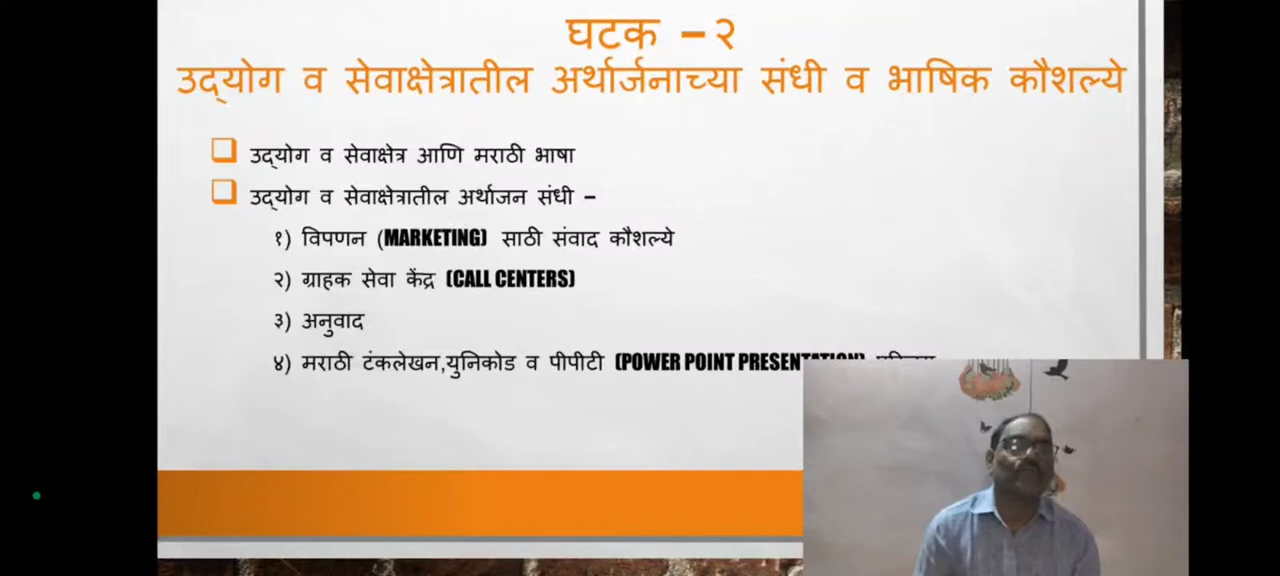 घटक – २
उद्योग व सेवाक्षेत्रातील अर्थार्जनाच्या संधी व भाषिक कौशल्ये
उद्योग व सेवाक्षेत्र आणि मराठी भाषा
उद्योग व सेवाक्षेत्रातील अर्थाजन संधी –
१) विपणन (MARKETING) साठी संवाद कौशल्ये
२) ग्राहक सेवा केंद्र (CALL CENTERS)
३) अनुवाद
४) मराठी टंकलेखन,युनिकोड व पीपीटी (POWER POINT PRESENTATION)